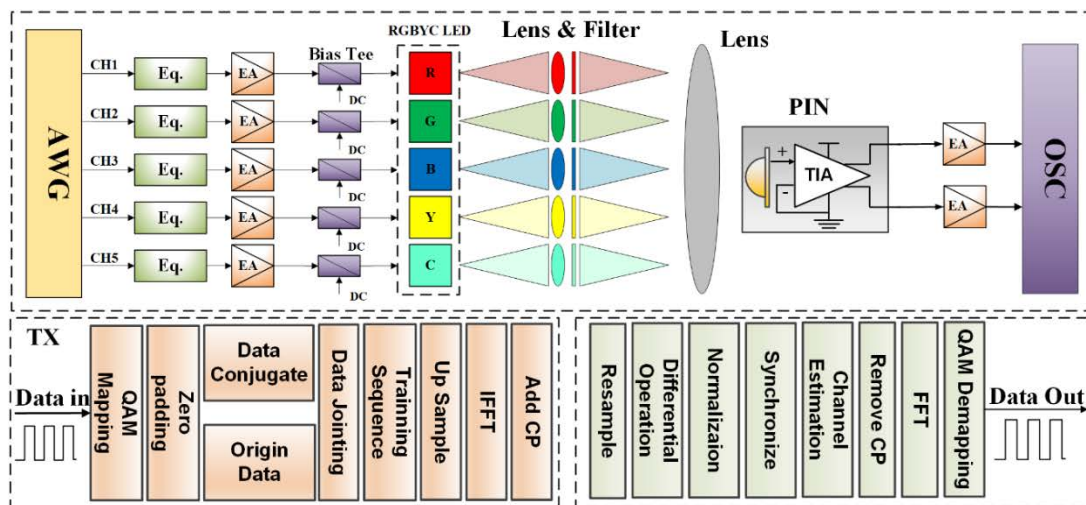 RGBYC LED
Lens & Filter
Lens
AWG
CH1
Eq.
EA
Bias Tee
DC
R
CH2
Eq.
EA
DC
G
CH3
Eq.
EA
DC
B
CH4
Eq.
EA
DC
Y
CH5
Eq.
EA
DC
C
PIN
+
-
TIA
EA
EA
OSC
TX
Data in
QAM
Mapping
Zero
padding
Data
Conjugate
Origin
Data
Data Jointing
Trainning
Sequence
Up Sample
IFFT
Add CP
Resample
Differential
Operation
Normalizaion
Synchronize
Channel
Estimation
Remove CP
FFT
QAM Demapping
Data Out